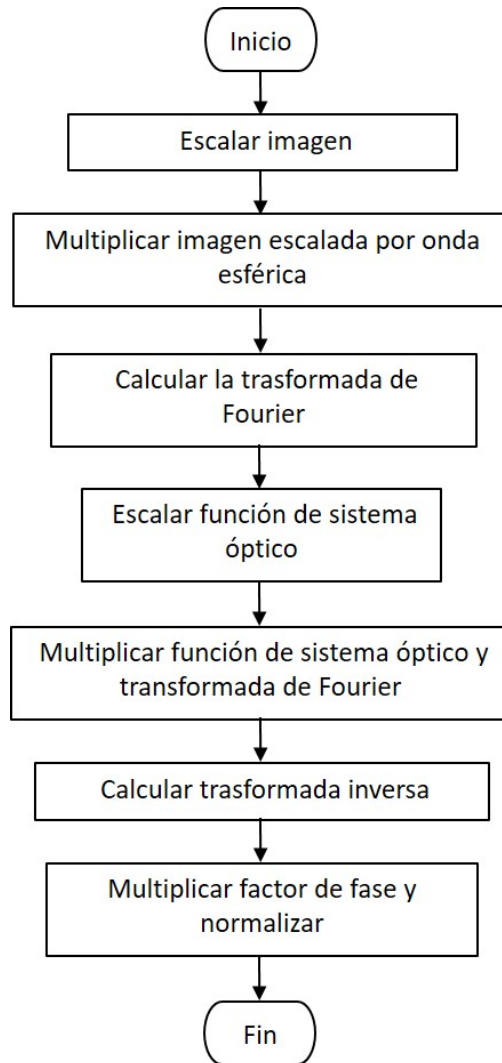 Inicio
Escalar imagen
Multiplicar imagen escalada por onda
esférica
Calcular la trasformada de
Fourier
Escalar función de sistema
óptico
Multiplicar función de sistema óptico y
transformada de Fourier
Calcular trasformada inversa
Multiplicar factor de fase y
normalizar
Fin